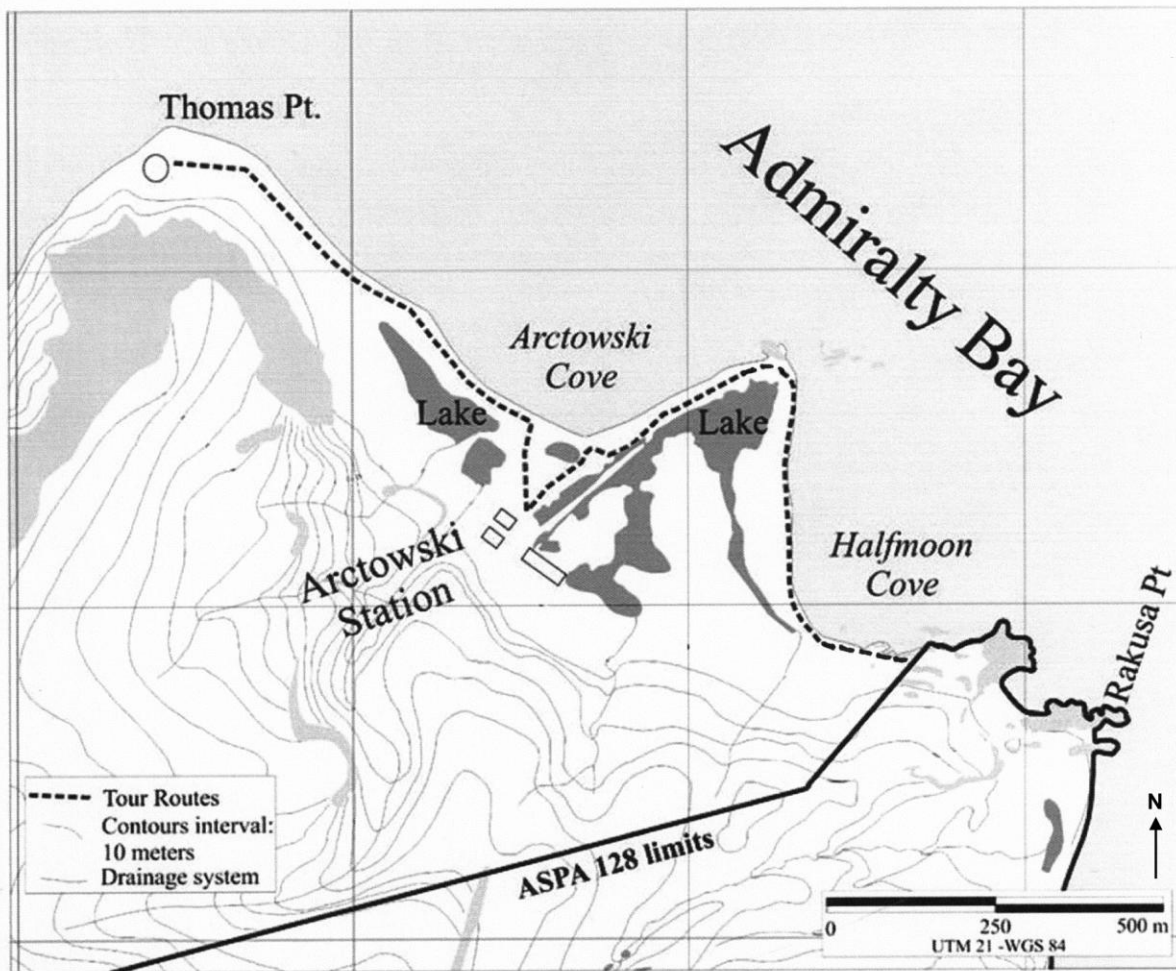 Thomas Pt.
Admiralty Bay
Arctowski
Cove
Lake
Lake
Arctowski
Station
Halfmoon
Cove
Rakusa Pt
Tour Routes
Contours interval:
10 meters
Drainage system
ASPA 128 limits
N
0
250
500 m
UTM 21 -WGS 84